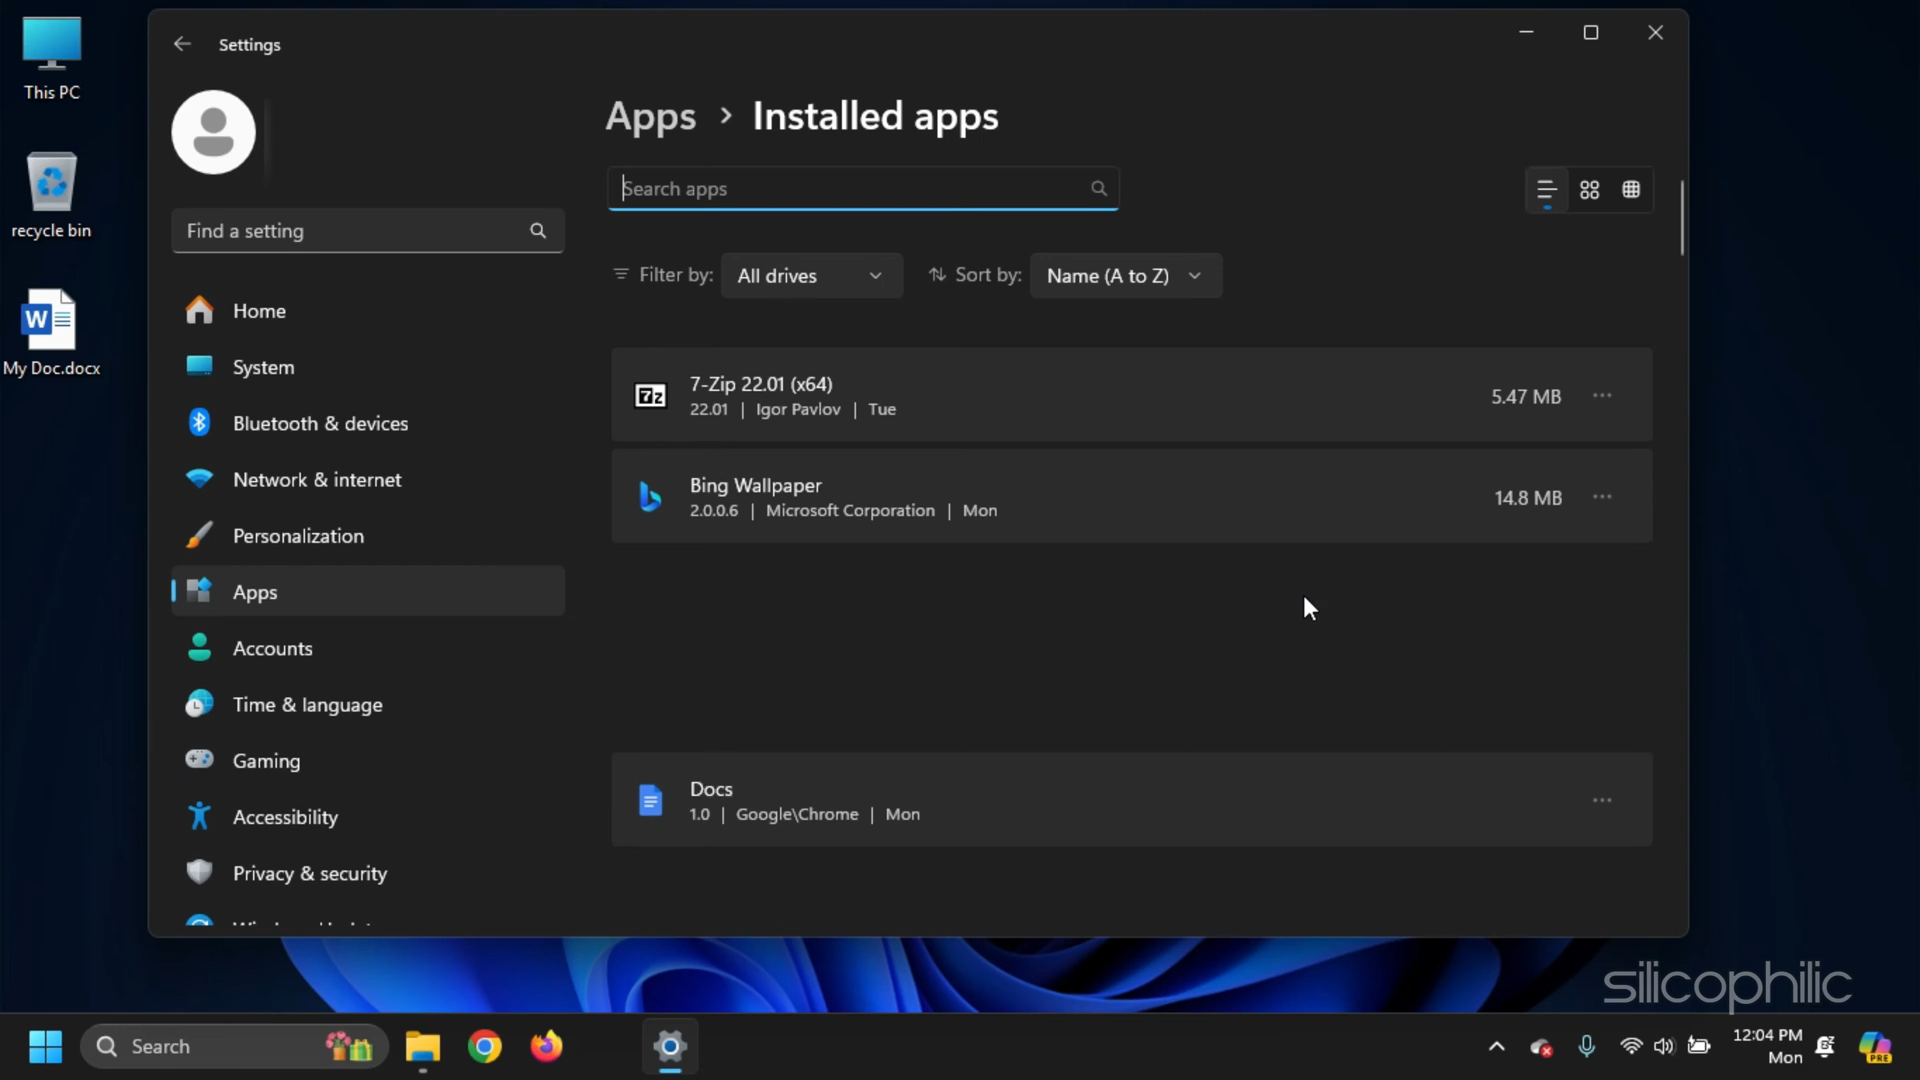 This PC
recycle bin
W
My Doc.docx
Settings
Find a setting
Home
System
Bluetooth & devices
Network & internet
Personalization
Apps
Accounts
Time & language
Gaming
Accessibility
Privacy & security
Apps > Installed apps
Search apps
Filter by: All drives Sort by: Name (A to Z)
7z
7-Zip 22.01 (x64)
22.01 | Igor Pavlov | Tue
5.47 MB
Bing Wallpaper
2.0.0.6 | Microsoft Corporation | Mon
14.8 MB
Docs
1.0 | Google\Chrome | Mon
silicophilic
Search
12:04 PM
Mon
PRE